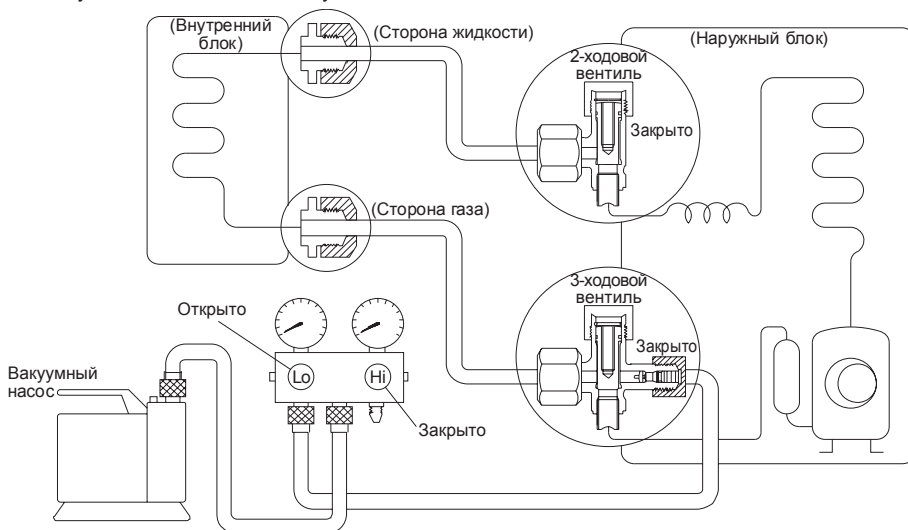 (Внутренний
блок)
(Сторона жидкости)
2-ходовой
вентиль
(Наружный блок)
Закрыто
(Сторона газа)
3-ходовой
вентиль
Закрыто
Открыто
Lo
Hi
Вакуумный
насос
Закрыто